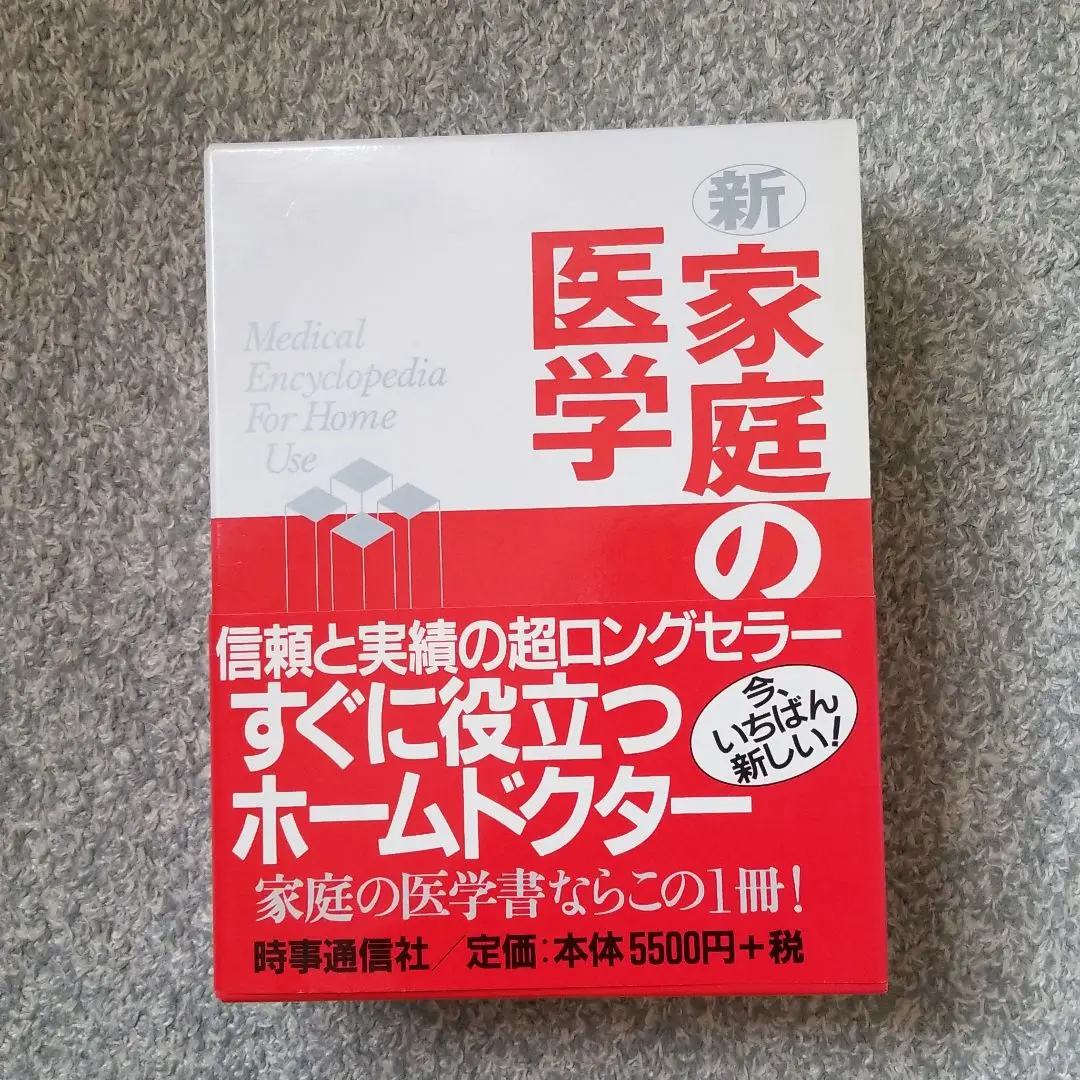 新
家庭の
医学
Medical
Encyclopedia
For Home
Use
信頼と実績の超ロングセラー
すぐに役立つ
ホームドクター
今、
いちばん
新しい!
家庭の医学書ならこの1冊!
時事通信社/定価:本体5500円+税